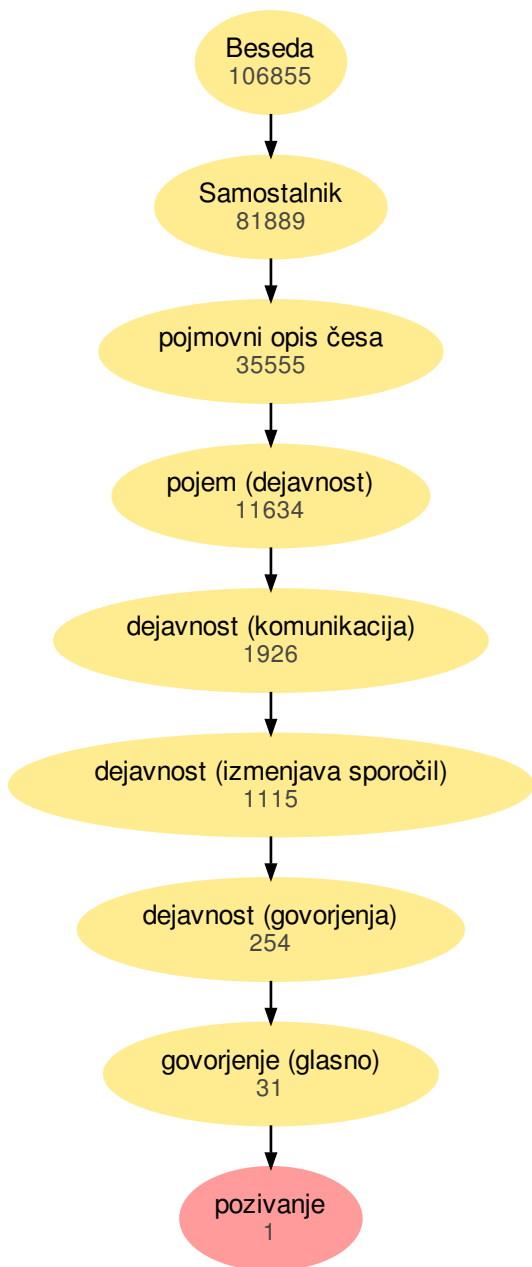 Beseda
106855
Samostalnik
81889
pojmovni opis česa
35555
pojem (dejavnost)
11634
dejavnost (komunikacija)
1926
dejavnost (izmenjava sporočil)
1115
dejavnost (govorjenja)
254
govorjenje (glasno)
31
pozivanje
1